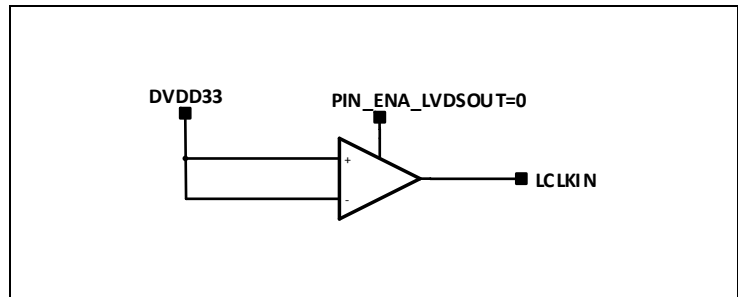 DVDD33
PIN_ENA_LVDSOUT=0
+
-
LCLKIN